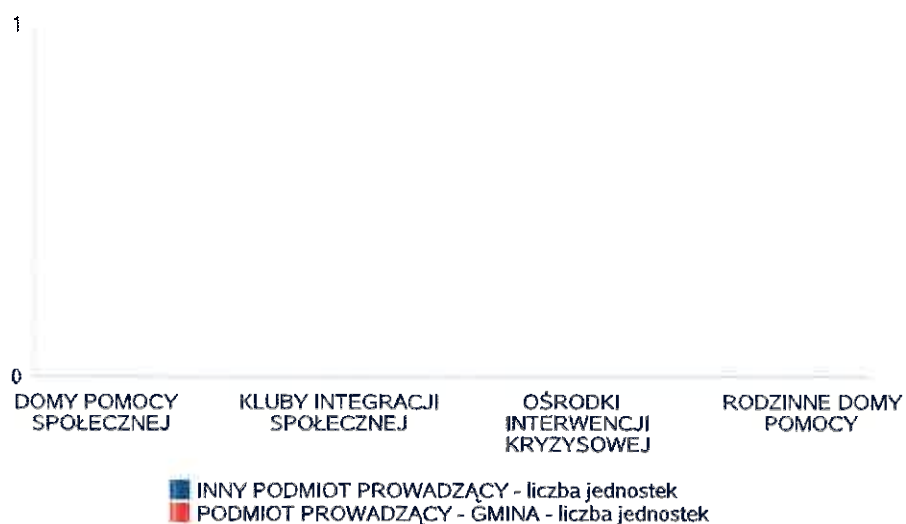 1
0
DOMY POMOCY
SPOŁECZNEJ
KLUBY INTEGRACJI
SPOŁECZNEJ
OŚRODKI
INTERWENCJI
KRYZYSOWEJ
RODZINNE DOMY
POMOCY
INNY PODMIOT PROWADZĄCY - liczba jednostek
PODMIOT PROWADZĄCY - GMINA - liczba jednostek